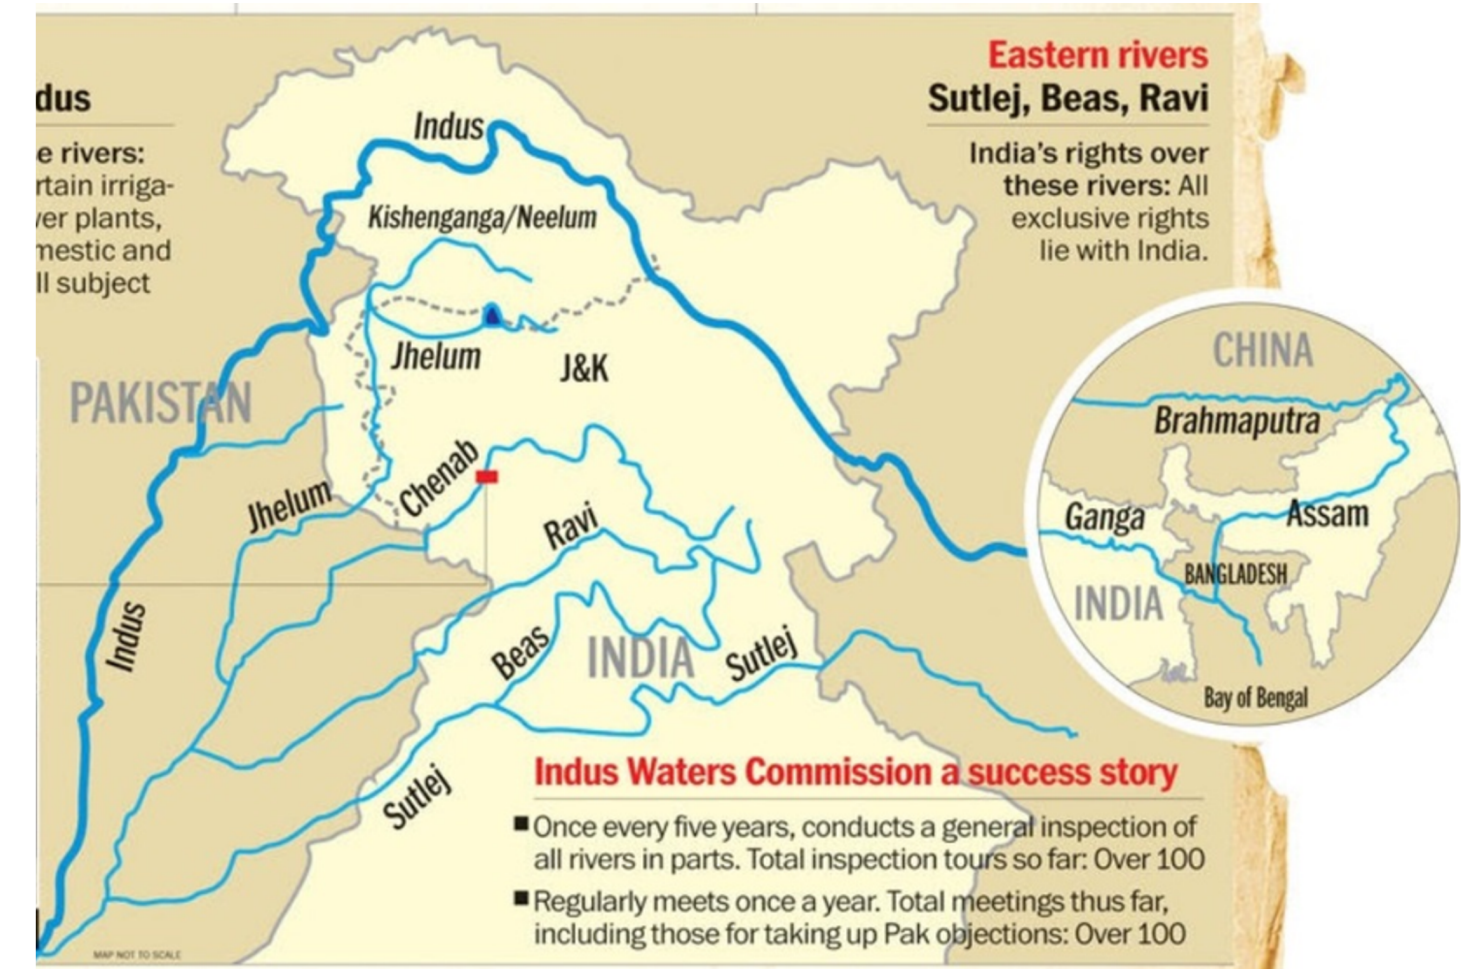 dus
e rivers:
rtain irriga-
ver plants,
mestic and
ll subject
Eastern rivers
Sutlej, Beas, Ravi
India's rights over
these rivers: All
exclusive rights
lie with India.
Indus
Kishenganga/Neelum
Jhelum
J&K
PAKISTAN
Chenab
Jhelum
Ravi
Indus
Beas
INDIA
Sutlej
Sutlej
CHINA
Brahmaputra
Ganga
Assam
BANGLADESH
INDIA
Bay of Bengal
Indus Waters Commission a success story
■ Once every five years, conducts a general inspection of
all rivers in parts. Total inspection tours so far: Over 100
■ Regularly meets once a year. Total meetings thus far,
including those for taking up Pak objections: Over 100
MAP NOT TO SCALE